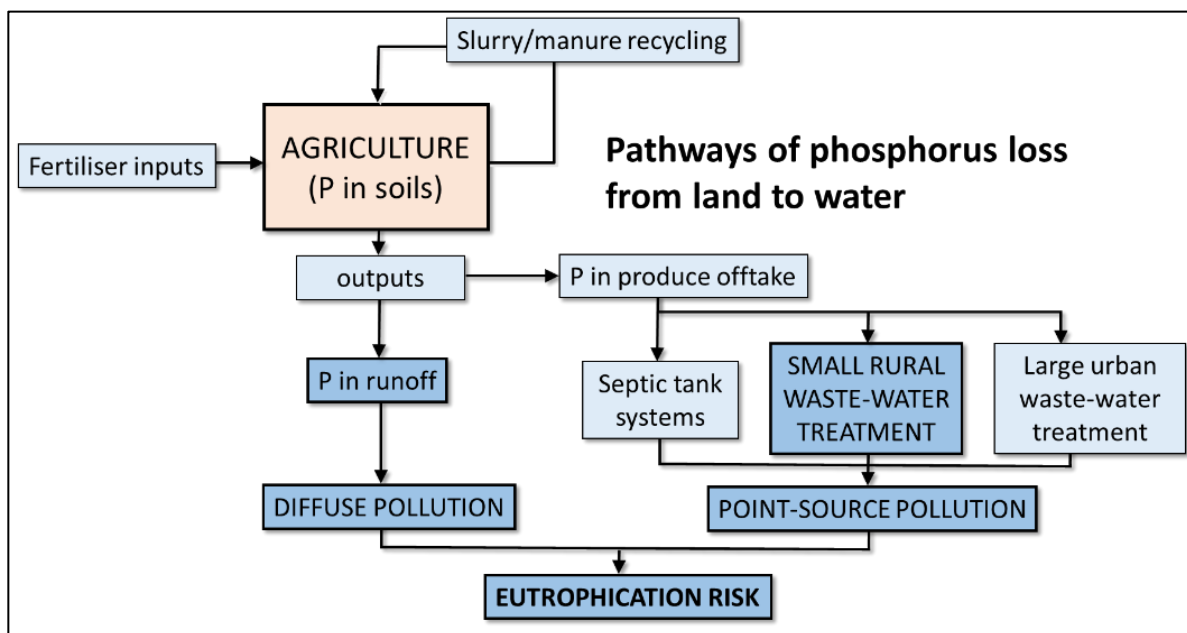 Slurry/manure recycling
Fertiliser inputs
AGRICULTURE
(P in soils)
Pathways of phosphorus loss
from land to water
outputs
P in produce offtake
P in runoff
Septic tank
systems
SMALL RURAL
WASTE-WATER
TREATMENT
Large urban
waste-water
treatment
DIFFUSE POLLUTION
POINT-SOURCE POLLUTION
EUTROPHICATION RISK